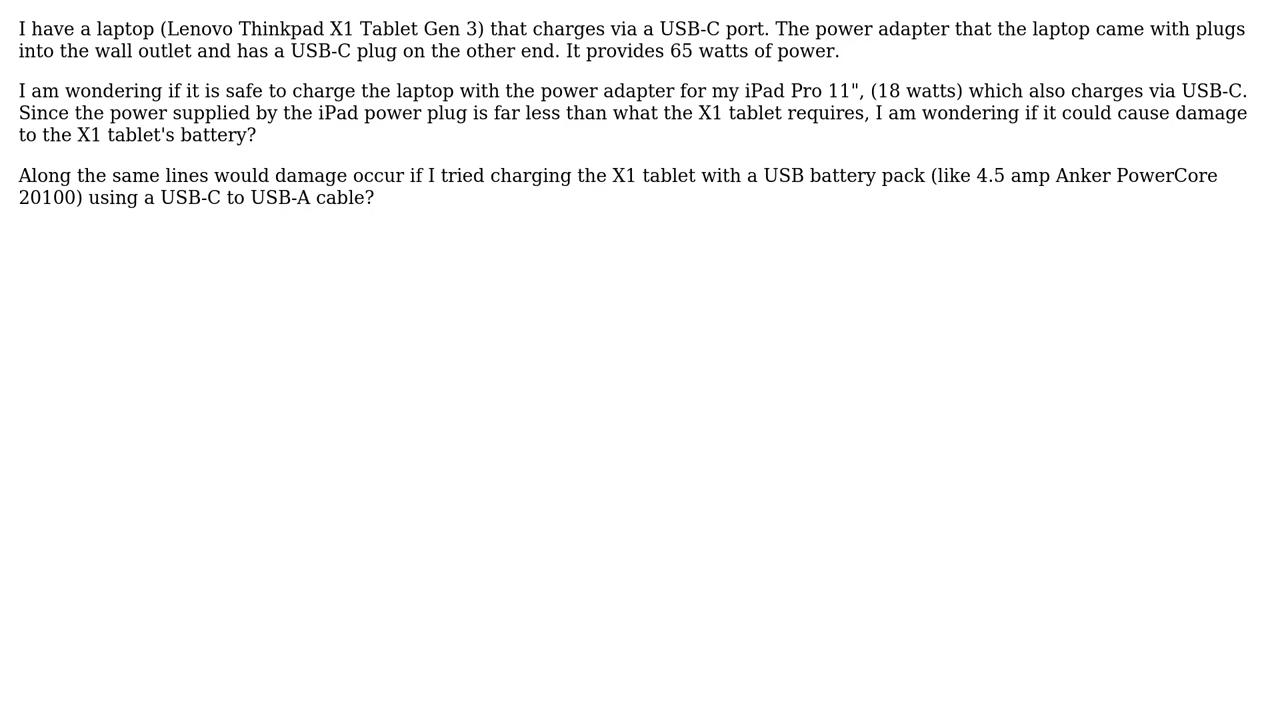 I have a laptop (Lenovo Thinkpad X1 Tablet Gen 3) that charges via a USB-C port. The power adapter that the laptop came with plugs
into the wall outlet and has a USB-C plug on the other end. It provides 65 watts of power.
I am wondering if it is safe to charge the laptop with the power adapter for my iPad Pro 11", (18 watts) which also charges via USB-C.
Since the power supplied by the iPad power plug is far less than what the X1 tablet requires, I am wondering if it could cause damage
to the X1 tablet's battery?
Along the same lines would damage occur if I tried charging the X1 tablet with a USB battery pack (like 4.5 amp Anker PowerCore
20100) using a USB-C to USB-A cable?